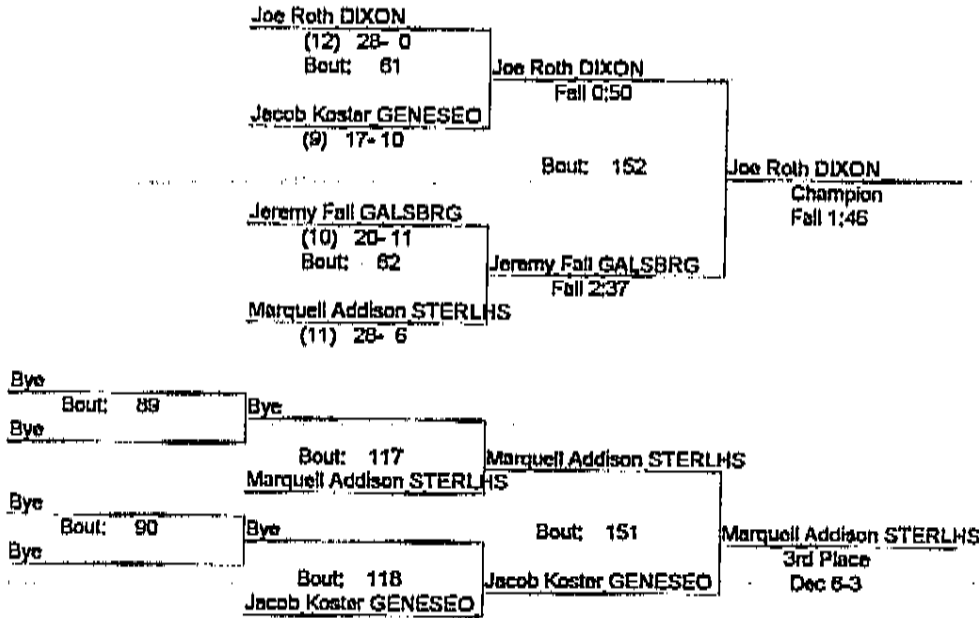 Joe Roth DIXON
(12) 28- 0
Bout: 61
Joe Roth DIXON
Fall 0:50
Jacob Koster GENESEO
(9) 17-10
Bout: 152
Joe Roth DIXON
Champion
Fall 1:46
Jeremy Fall GALSBRG
(10) 20-11
Bout: 62
Jeremy Fall GALSBRG
Fall 2:37
Marquell Addison STERLHS
(11) 28- 6
Bye
Bout: 89
Bye
Bye
Bout: 117
Marquell Addison STERLHS
Marquell Addison STERLHS
Bye
Bout: 90
Bye
Bye
Bout: 151
Marquell Addison STERLHS
3rd Place
Dec 6-3
Bout: 118
Jacob Koster GENESEO
Jacob Koster GENESEO